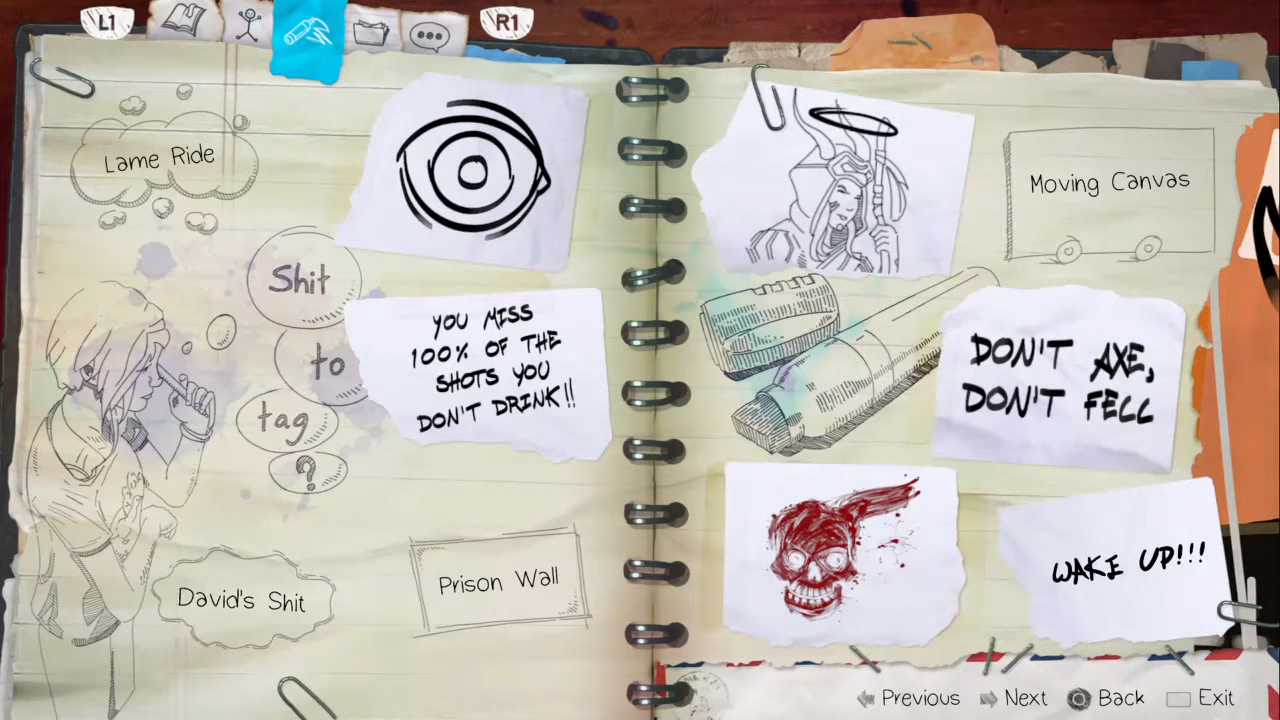 L1
R1
Lame Ride
Moving Canvas
Shit
to
tag
?
YOU MISS
100% OF THE
SHOTS YOU
DON'T DRINK!!
DON'T AXE,
DON'T FELL
WAKE UP!!!
David's Shit
Prison Wall
Previous
Next
Back
Exit